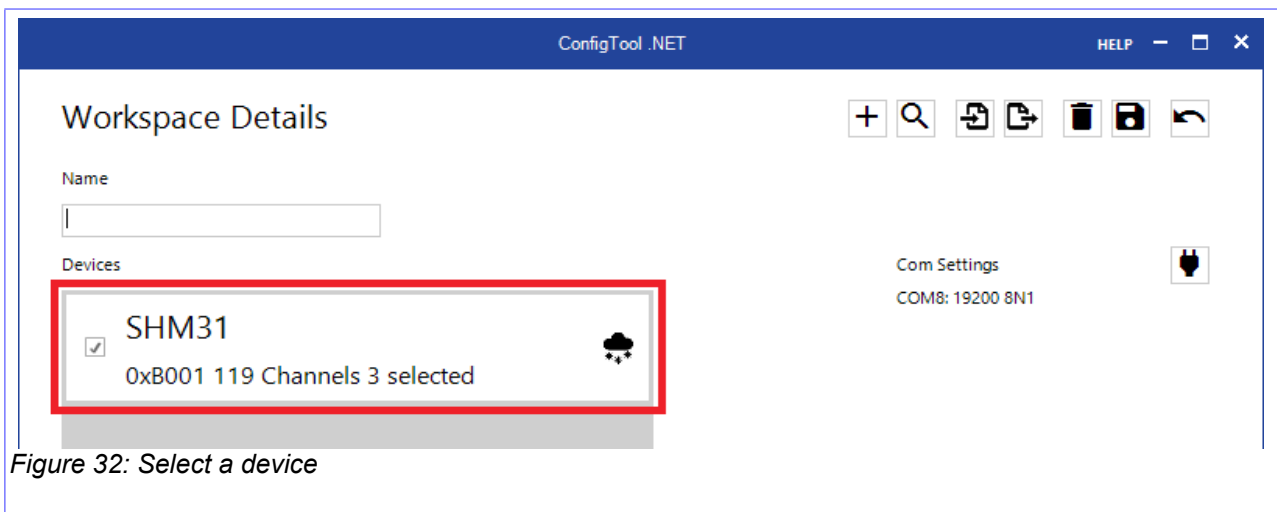 ConfigTool .NET
HELP
Workspace Details
Name
Devices
Com Settings
COM8: 19200 8N1
SHM31
0xB001 119 Channels 3 selected
Figure 32: Select a device